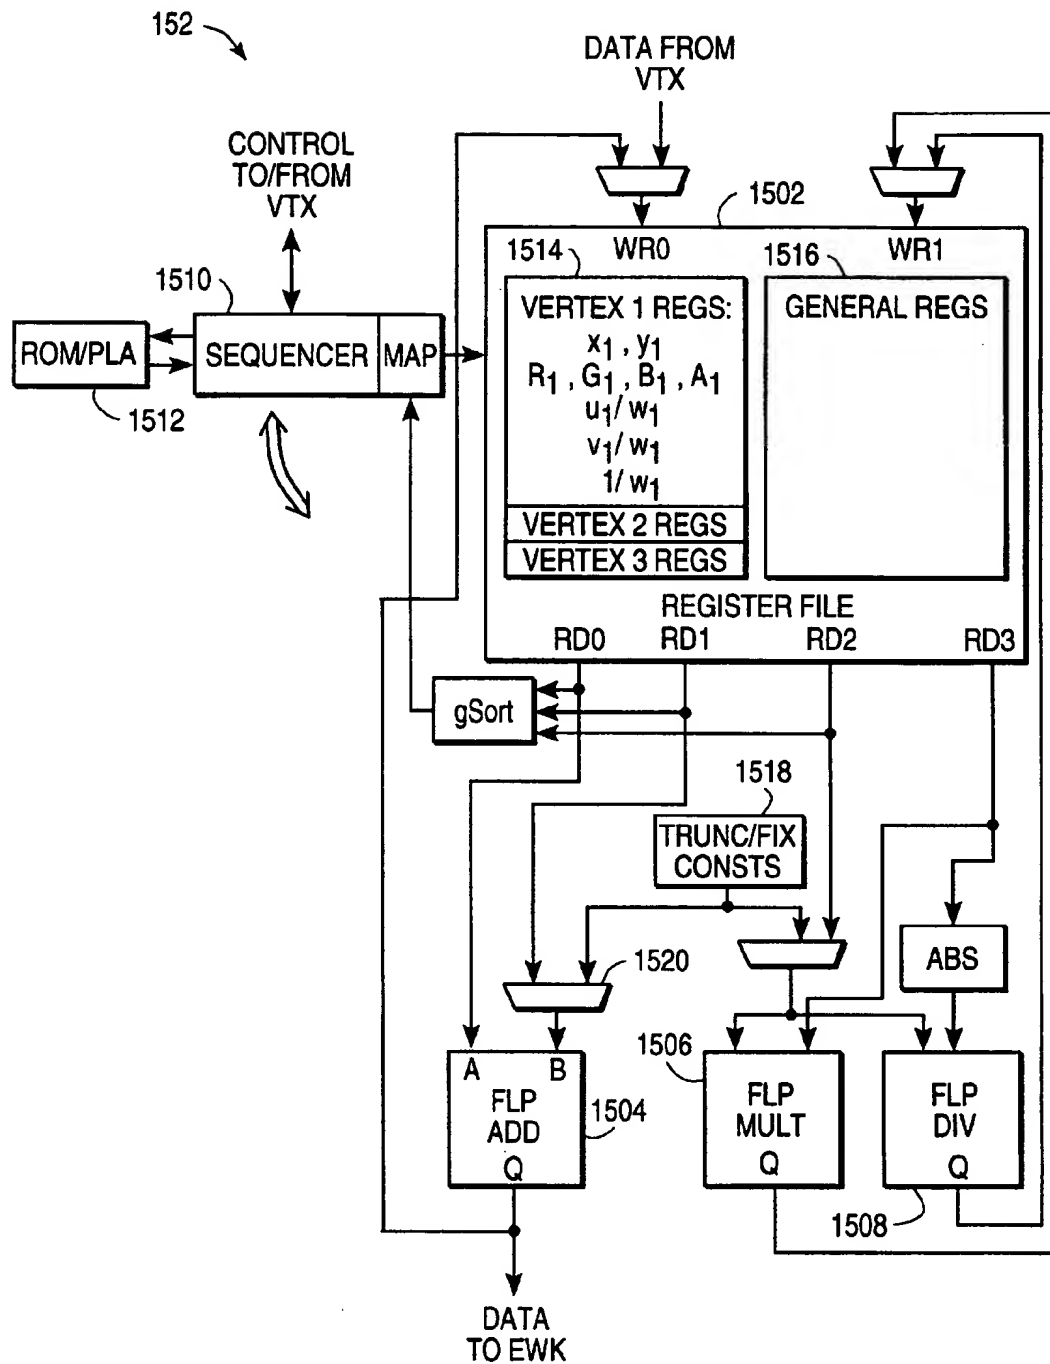 152
DATA FROM
VTX
CONTROL
TO/FROM
VTX
1502
1510
1514
WR0
1516
WR1
ROM/PLA
SEQUENCER
MAP
VERTEX 1 REGS:
x1 , y1
R1 , G1 , B1 , A1
u1/ w1
v1/ w1
1/ w1
GENERAL REGS
1512
VERTEX 2 REGS
VERTEX 3 REGS
REGISTER FILE
RD0
RD1
RD2
RD3
gSort
1518
TRUNC/FIX
CONSTS
1520
ABS
1506
A
B
FLP
ADD
Q
1504
FLP
MULT
Q
FLP
DIV
Q
1508
DATA
TO EWK